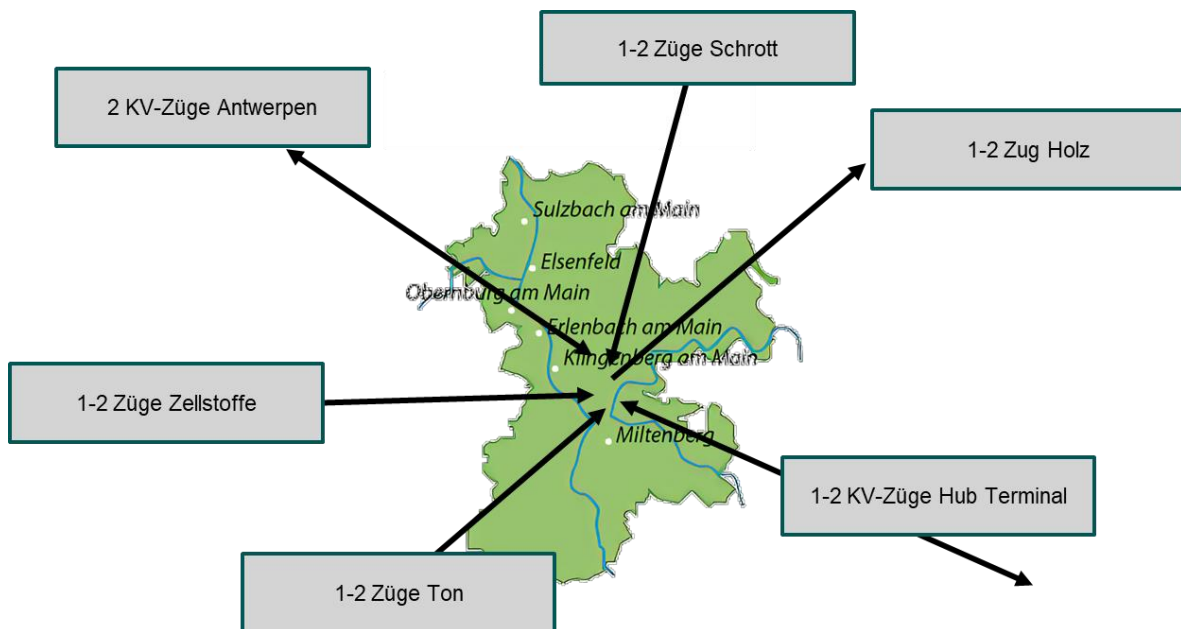 1-2 Züge Schrott
2 KV-Züge Antwerpen
1-2 Zug Holz
Sulzbach am Main
Elsenfeld
Obernburg am Main
Erlenbach am Main
Klingenberg am Main
1-2 Züge Zellstoffe
Miltenberg
1-2 KV-Züge Hub Terminal
1-2 Züge Ton